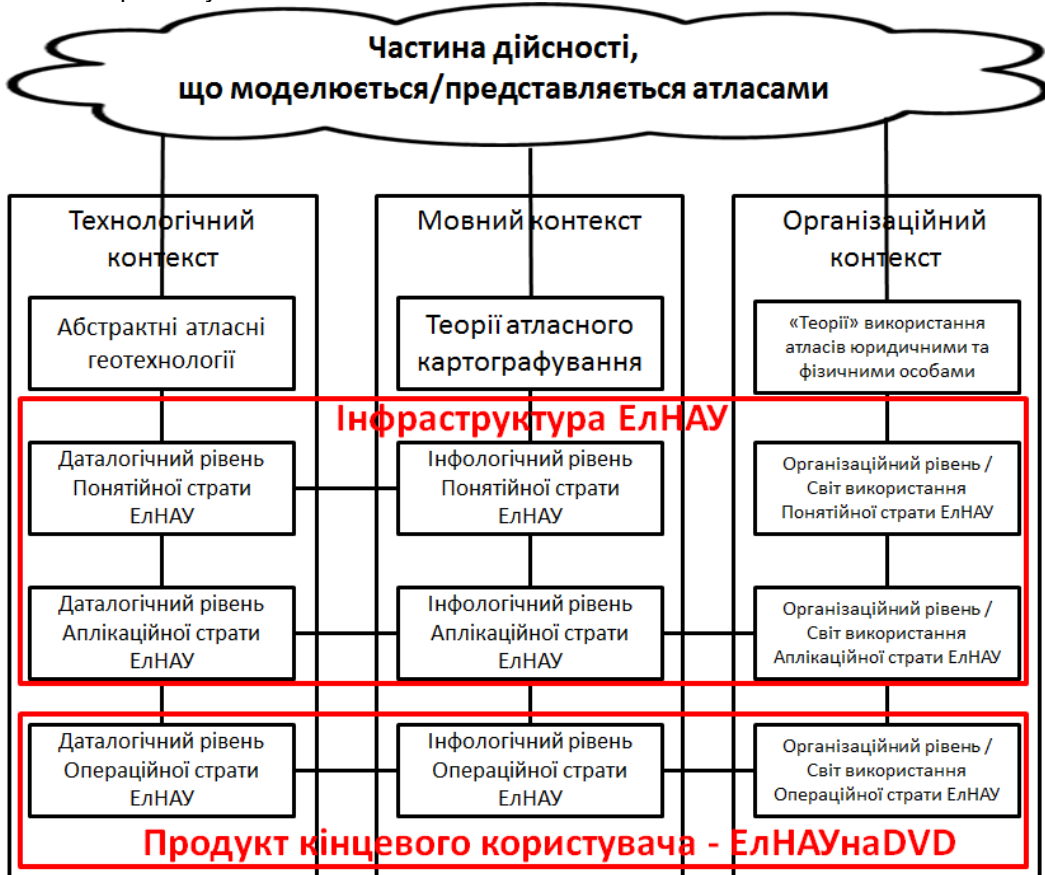 Частина дійсності,
що моделюється/представляється атласами
Технологічний
контекст
Мовний контекст
Організаційний
контекст
Абстрактні атласні
геотехнології
Теорії атласного
картографування
«Теорії» використання
атласів юридичними та
фізичними особами
Інфраструктура ЕлНАУ
Даталогічний рівень
Понятійної страти
ЕлНАУ
Інфологічний рівень
Понятійної страти
ЕлНАУ
Організаційний рівень /
Світ використання
Понятійної страти ЕлНАУ
Даталогічний рівень
Аплікаційної страти
ЕлНАУ
Інфологічний рівень
Аплікаційної страти
ЕлНАУ
Організаційний рівень /
Світ використання
Аплікаційної страти ЕлНАУ
Даталогічний рівень
Операційної страти
ЕлНАУ
Інфологічний рівень
Операційної страти
ЕлНАУ
Організаційний рівень /
Світ використання
Операційної страти ЕлНАУ
Продукт кінцевого користувача - ЕлНАУнаDVD